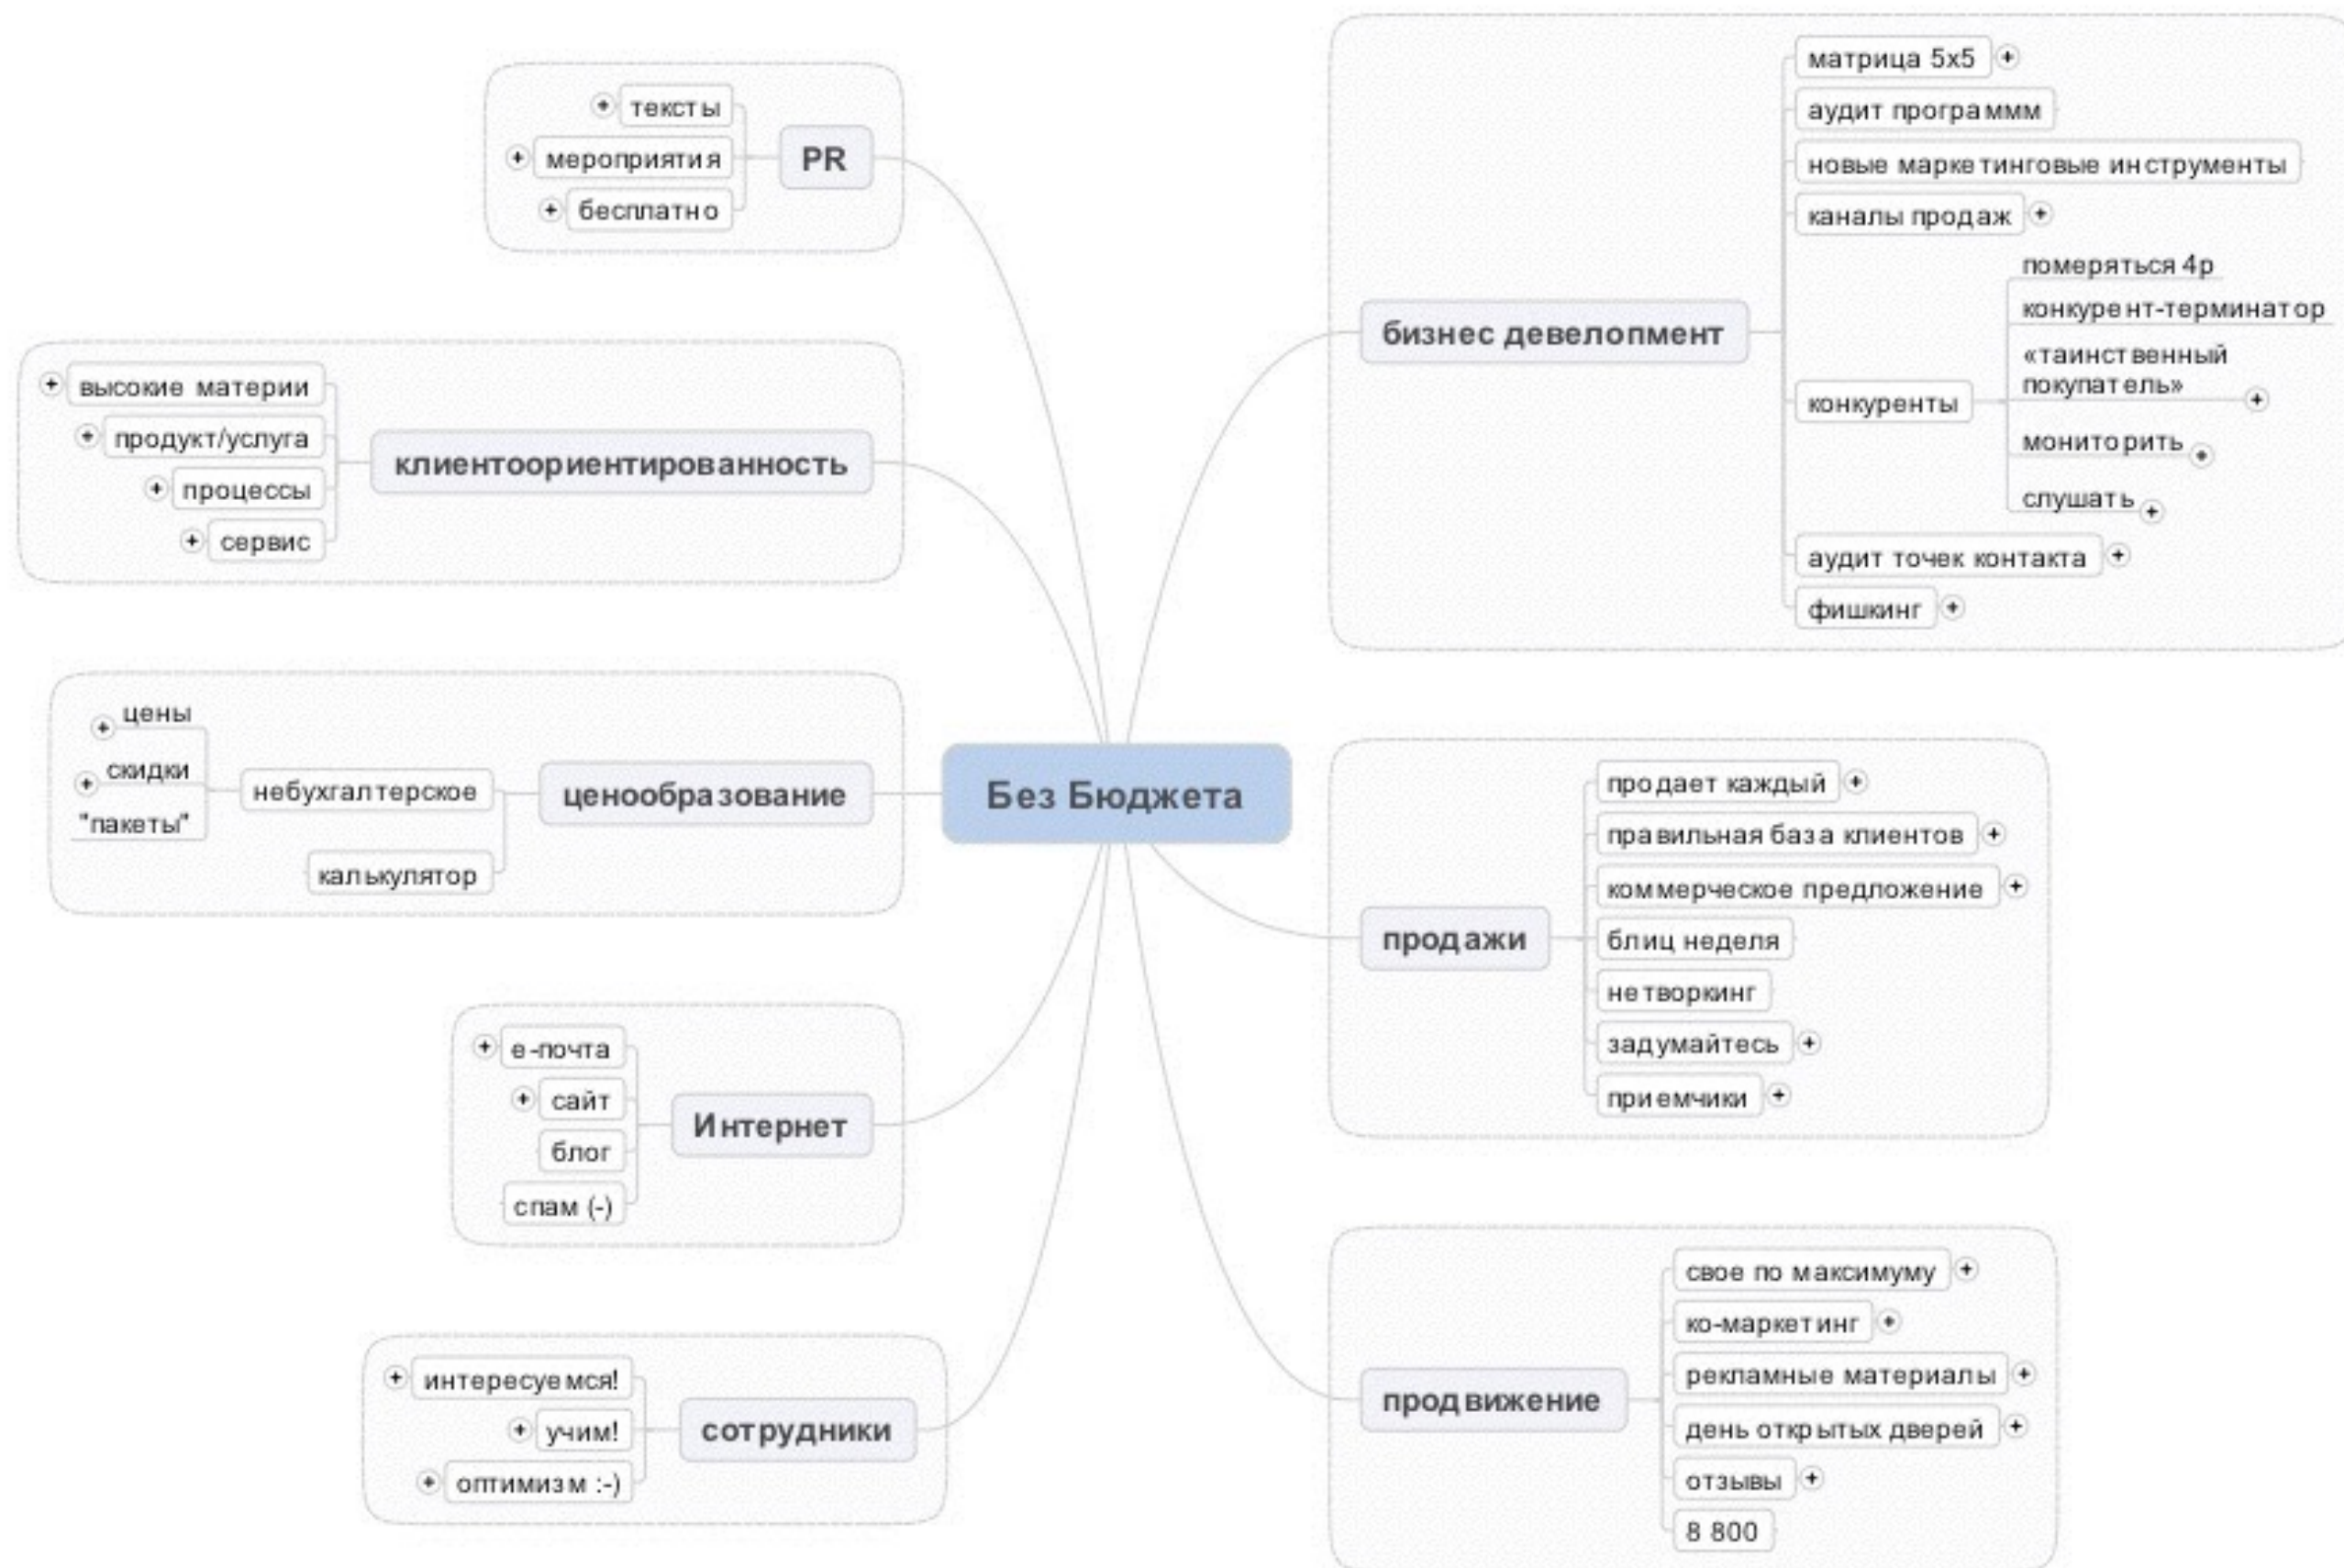 Без Бюджета
PR
тексты
мероприятия
бесплатно
клиентоориентированность
высокие материи
продукт/услуга
процессы
сервис
ценообразование
небухгалтерское
цены
скидки
"пакеты"
калькулятор
Интернет
е-почта
сайт
блог
спам (-)
сотрудники
интересуемся!
учим!
оптимизм :-)
бизнес девелопмент
матрица 5х5
аудит программм
новые маркетинговые инструменты
каналы продаж
конкуренты
померяться 4р
конкурент-терминатор
«таинственный
покупатель»
мониторить
слушать
аудит точек контакта
фишкинг
продажи
продает каждый
правильная база клиентов
коммерческое предложение
блиц неделя
нетворкинг
задумайтесь
приемчики
продвижение
свое по максимуму
ко-маркетинг
рекламные материалы
день открытых дверей
отзывы
8 800